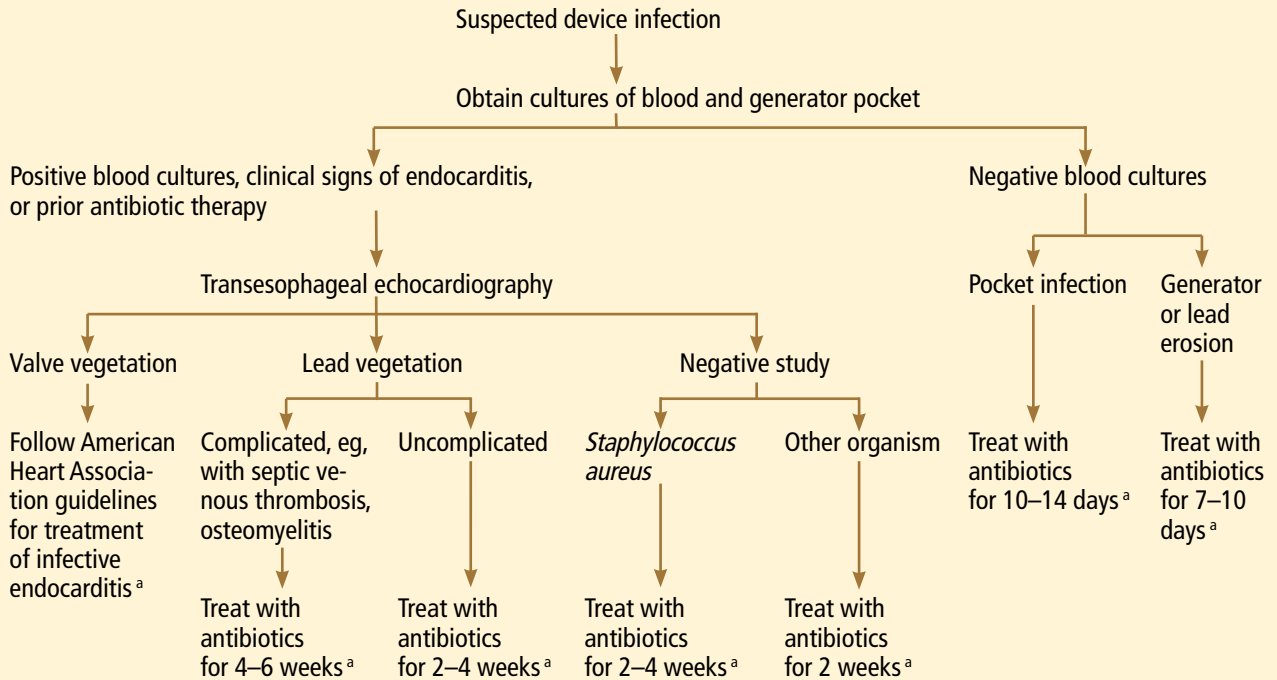 Suspected device infection
Obtain cultures of blood and generator pocket
Positive blood cultures, clinical signs of endocarditis,
or prior antibiotic therapy
Negative blood cultures
Transesophageal echocardiography
Pocket infection
Generator
or lead
erosion
Valve vegetation
Lead vegetation
Negative study
Follow American
Heart Associa-
tion guidelines
for treatment
of infective
endocarditis ᵃ
Complicated, eg,
with septic ve-
nous thrombosis,
osteomyelitis
Uncomplicated
Staphylococcus
aureus
Other organism
Treat with
antibiotics
for 10–14 days ᵃ
Treat with
antibiotics
for 7–10
days ᵃ
Treat with
antibiotics
for 4–6 weeks ᵃ
Treat with
antibiotics
for 2–4 weeks ᵃ
Treat with
antibiotics
for 2–4 weeks ᵃ
Treat with
antibiotics
for 2 weeks ᵃ